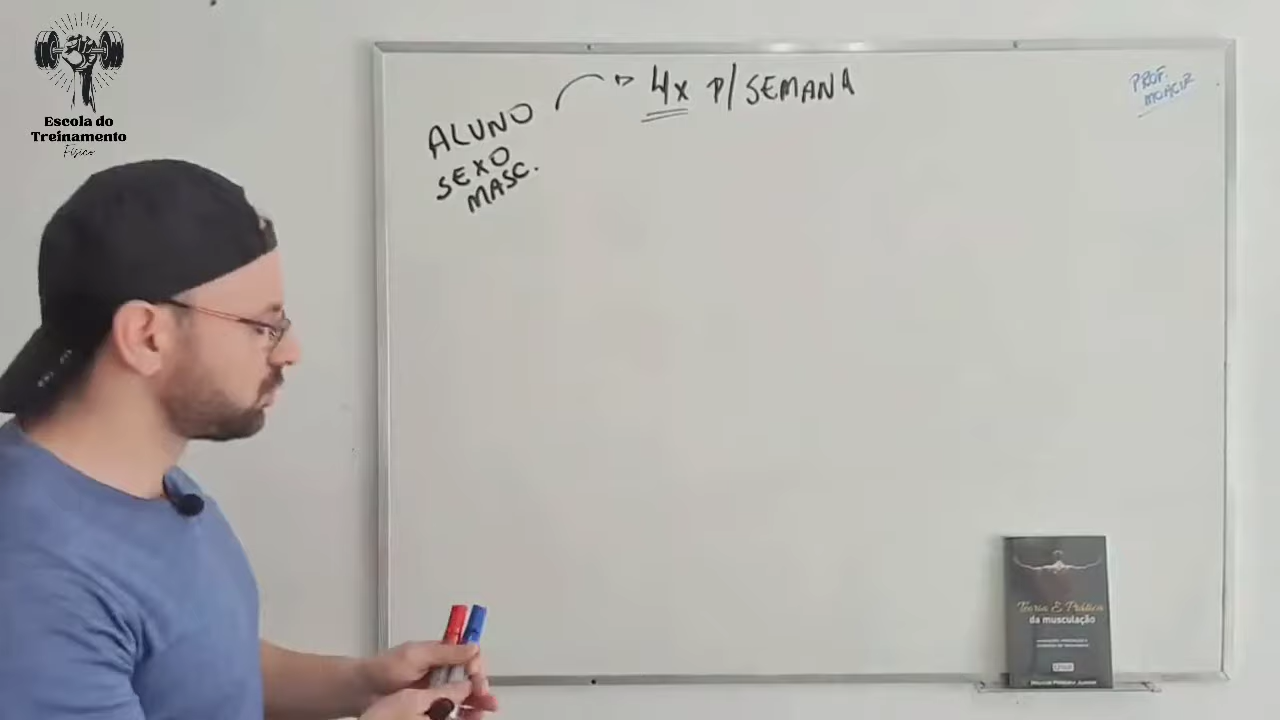 Escola do
Treinamento
Físico
ALUNO
SEXO
MASC.
4x P/ SEMANA
PROF.
MOACIR
Teoria E Prática
da musculação